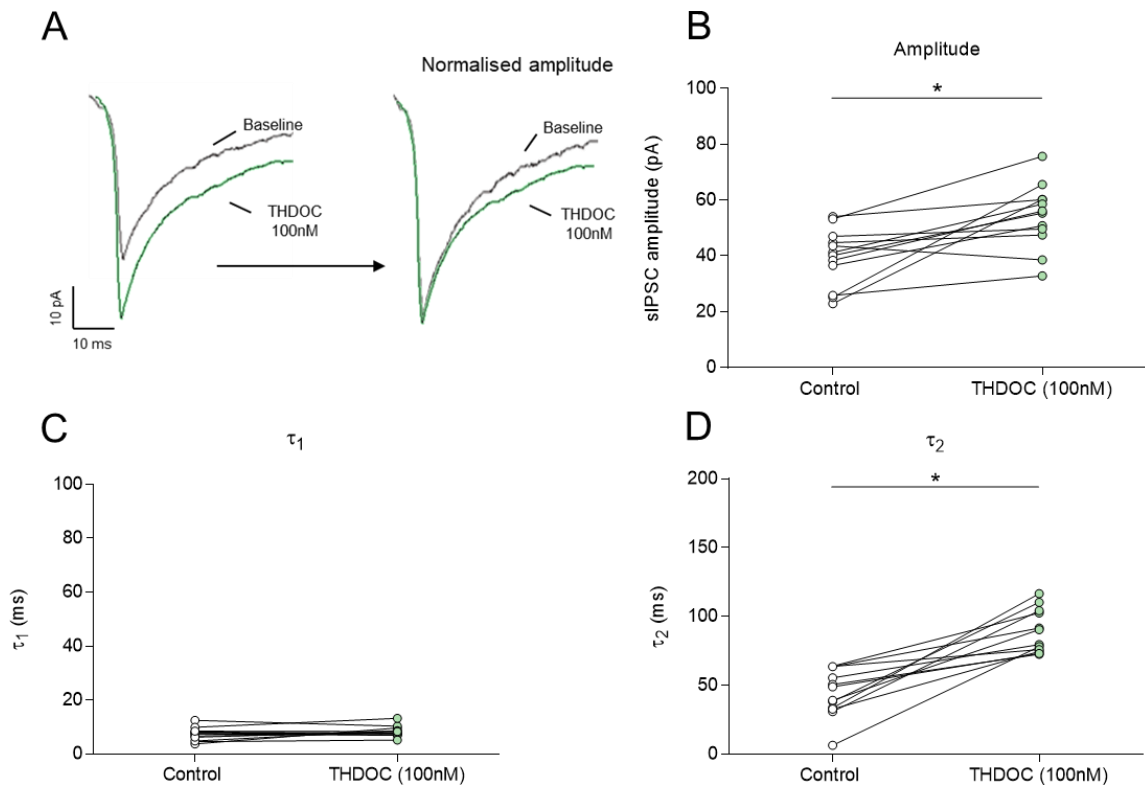 A
Normalised amplitude
Baseline
THDOC
100nM
10 pA
10 ms
Baseline
THDOC
100nM
B
Amplitude
*
sIPSC amplitude (pA)
100
80
60
40
20
0
Control
THDOC (100nM)
C
τ1
τ1 (ms)
100
80
60
40
20
0
Control
THDOC (100nM)
D
τ2
*
τ2 (ms)
200
150
100
50
0
Control
THDOC (100nM)